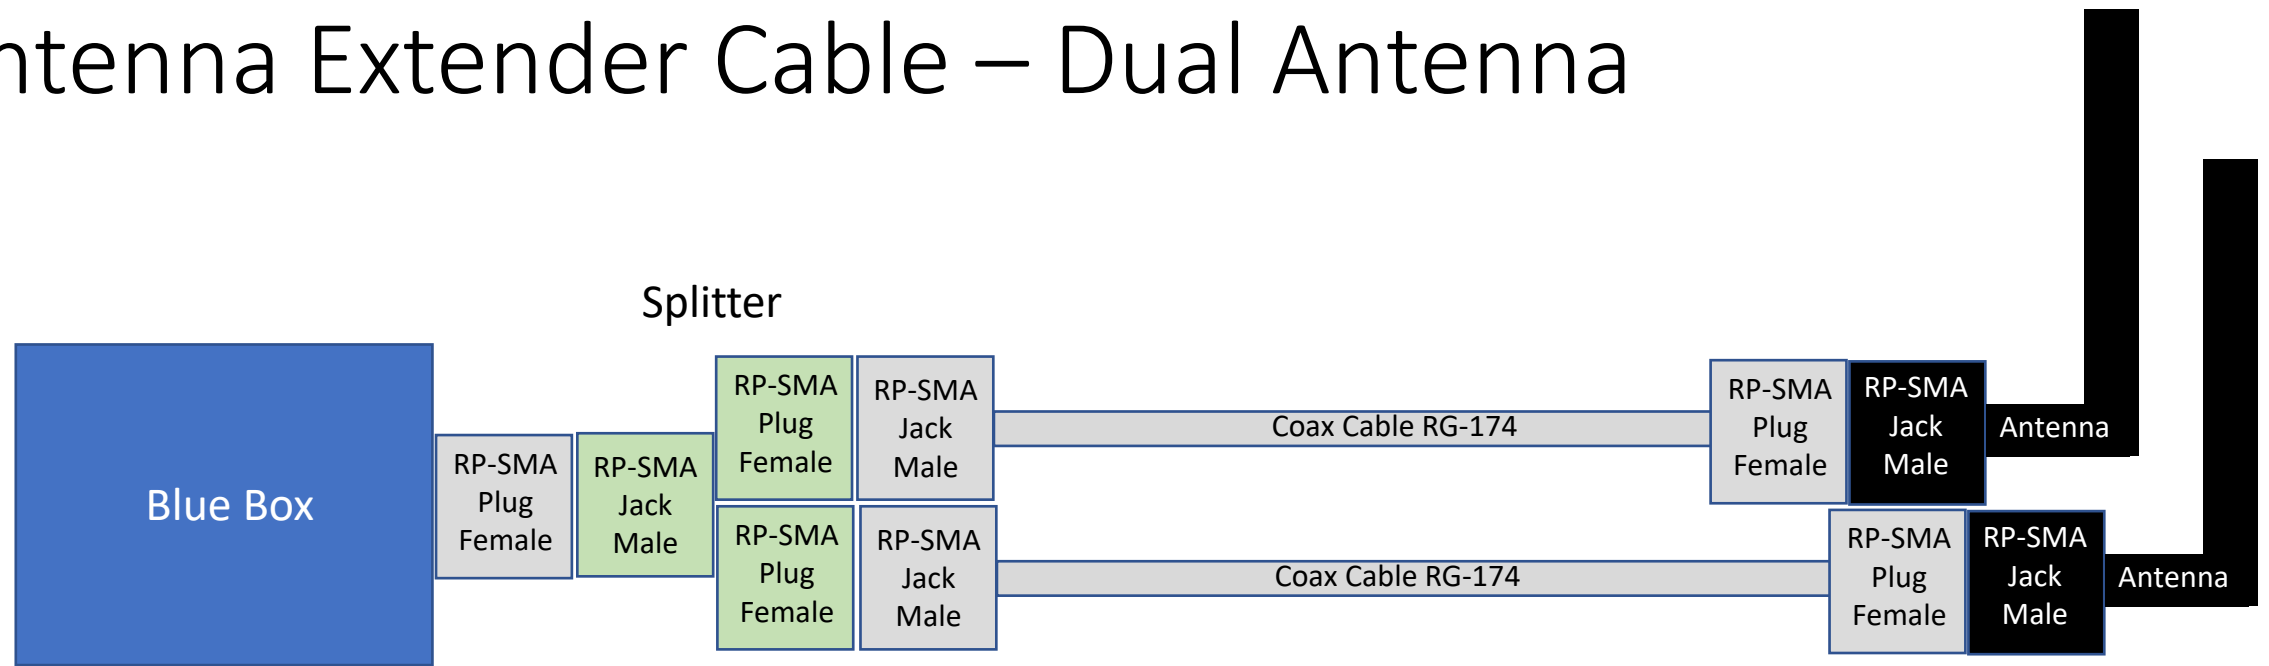 ntenna Extender Cable – Dual Antenna
Splitter
Blue Box
RP-SMA
Plug
Female
RP-SMA
Jack
Male
RP-SMA
Plug
Female
RP-SMA
Jack
Male
Coax Cable RG-174
RP-SMA
Plug
Female
RP-SMA
Jack
Male
Antenna
RP-SMA
Plug
Female
RP-SMA
Jack
Male
Coax Cable RG-174
RP-SMA
Plug
Female
RP-SMA
Jack
Male
Antenna